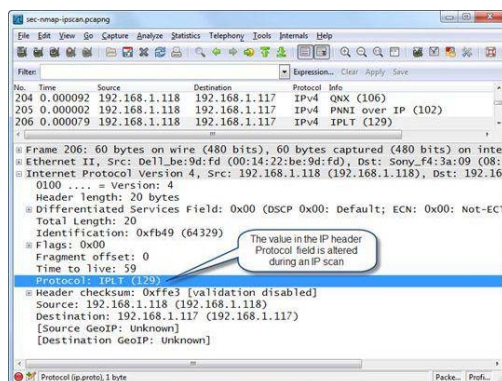 sec-nmap-ipscan.pcapng
File Edit View Go Capture Analyze Statistics Telephony Tools Internals Help
Filter: Expression... Clear Apply Save
No. Time Source Destination Protocol Info
204 0.000092 192.168.1.118 192.168.1.117 IPv4 QNX (106)
205 0.000002 192.168.1.118 192.168.1.117 IPv4 PNNI over IP (102)
206 0.000079 192.168.1.118 192.168.1.117 IPv4 IPLT (129)
Frame 206: 60 bytes on wire (480 bits), 60 bytes captured (480 bits) on inte
Ethernet II, Src: Dell_be:9d:fd (00:14:22:be:9d:fd), Dst: Sony_f4:3a:09 (08:
Internet Protocol Version 4, Src: 192.168.1.118 (192.168.1.118), Dst: 192.16
0100 .... = Version: 4
Header length: 20 bytes
Differentiated Services Field: 0x00 (DSCP 0x00: Default; ECN: 0x00: Not-ECT
Total Length: 20
Identification: 0xfb49 (64329)
Flags: 0x00
Fragment offset: 0
Time to live: 59
Protocol: IPLT (129)
Header checksum: 0xffe3 [validation disabled]
Source: 192.168.1.118 (192.168.1.118)
Destination: 192.168.1.117 (192.168.1.117)
[Source GeoIP: Unknown]
[Destination GeoIP: Unknown]
The value in the IP header
Protocol field is altered
during an IP scan
Protocol (ip.proto), 1 byte Packe... Profi...